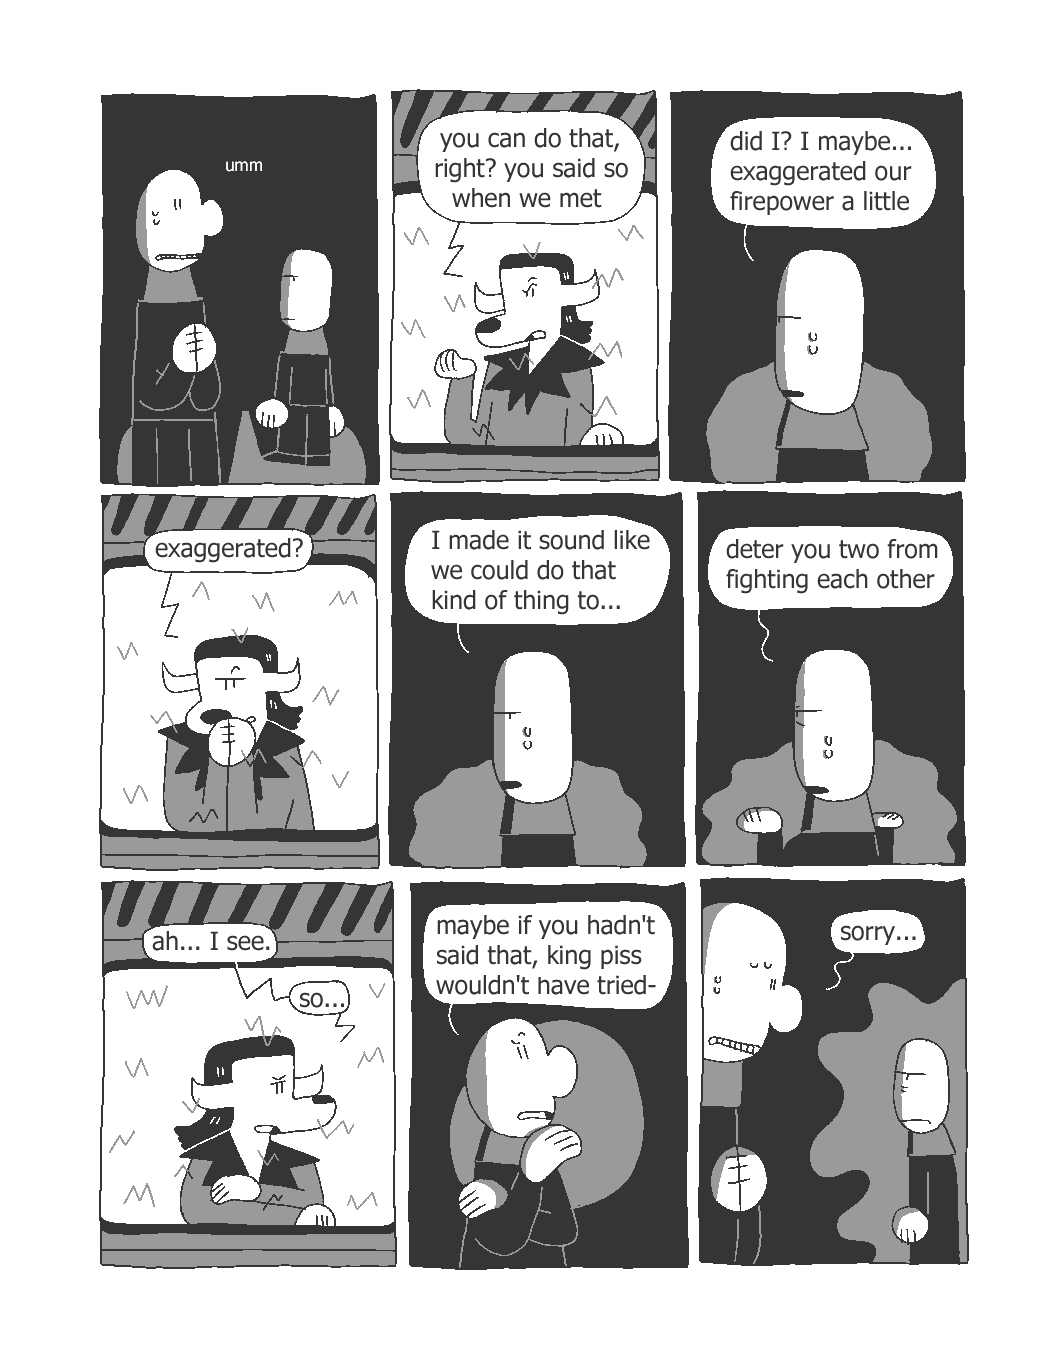 umm
you can do that,
right? you said so
when we met
did I? I maybe...
exaggerated our
firepower a little
exaggerated?
I made it sound like
we could do that
kind of thing to...
deter you two from
fighting each other
ah... I see.
so...
maybe if you hadn't
said that, king piss
wouldn't have tried-
sorry...